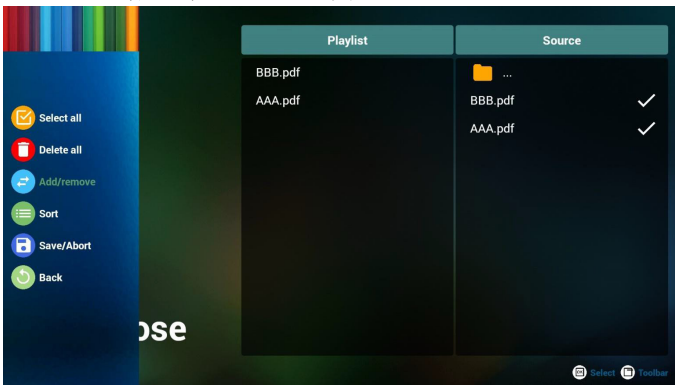 Playlist
Source
BBB.pdf
AAA.pdf
...
BBB.pdf
AAA.pdf
Select all
Delete all
Add/remove
Sort
Save/Abort
Back
ose
Select
Toolbar